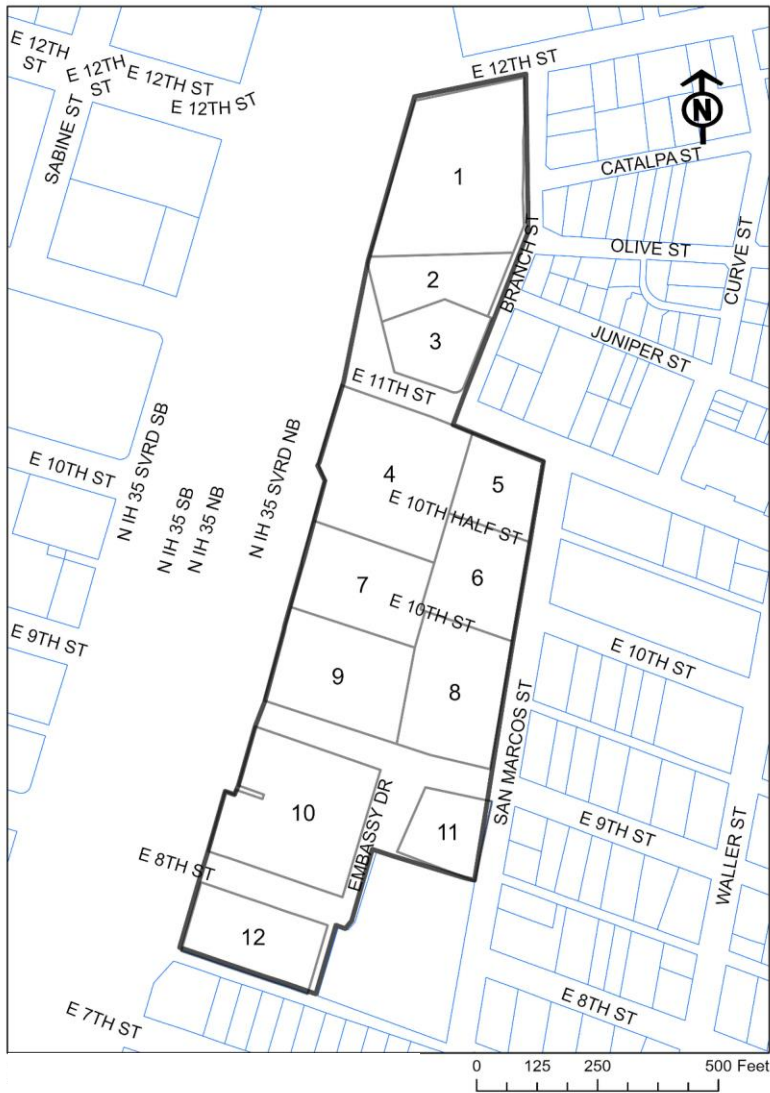 E 12TH
ST
E 12TH
ST
E 12TH ST
E 12TH ST
E 12TH ST
SABINE ST
N
CATALPA ST
1
OLIVE ST
CURVE ST
BRANCH ST
2
3
JUNIPER ST
E 11TH ST
N IH 35 SVRD SB
N IH 35 SB
N IH 35 NB
N IH 35 SVRD NB
E 10TH ST
4
5
E 10TH HALF ST
6
7
E 10TH ST
E 10TH ST
E 9TH ST
9
8
SAN MARCOS ST
10
EMBASSY DR
11
E 9TH ST
WALLER ST
E 8TH ST
12
E 8TH ST
E 7TH ST
0 125 250 500 Feet